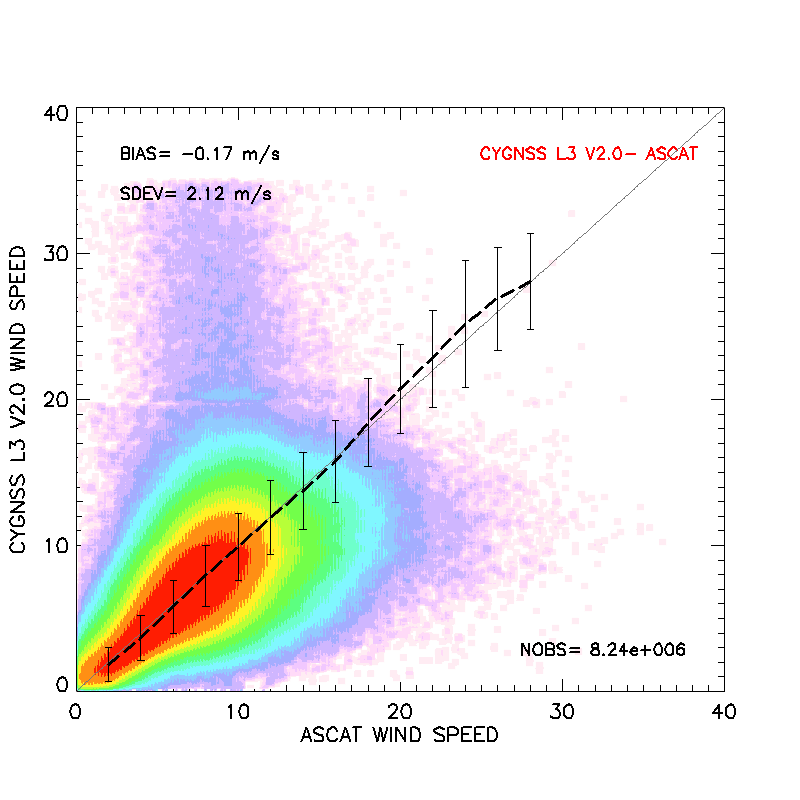 40
BIAS= -0.17 m/s
CYGNSS L3 V2.0- ASCAT
SDEV= 2.12 m/s
30
CYGNSS L3 V2.0 WIND SPEED
20
10
NOBS= 8.24e+006
0
0 10 20 30 40
ASCAT WIND SPEED